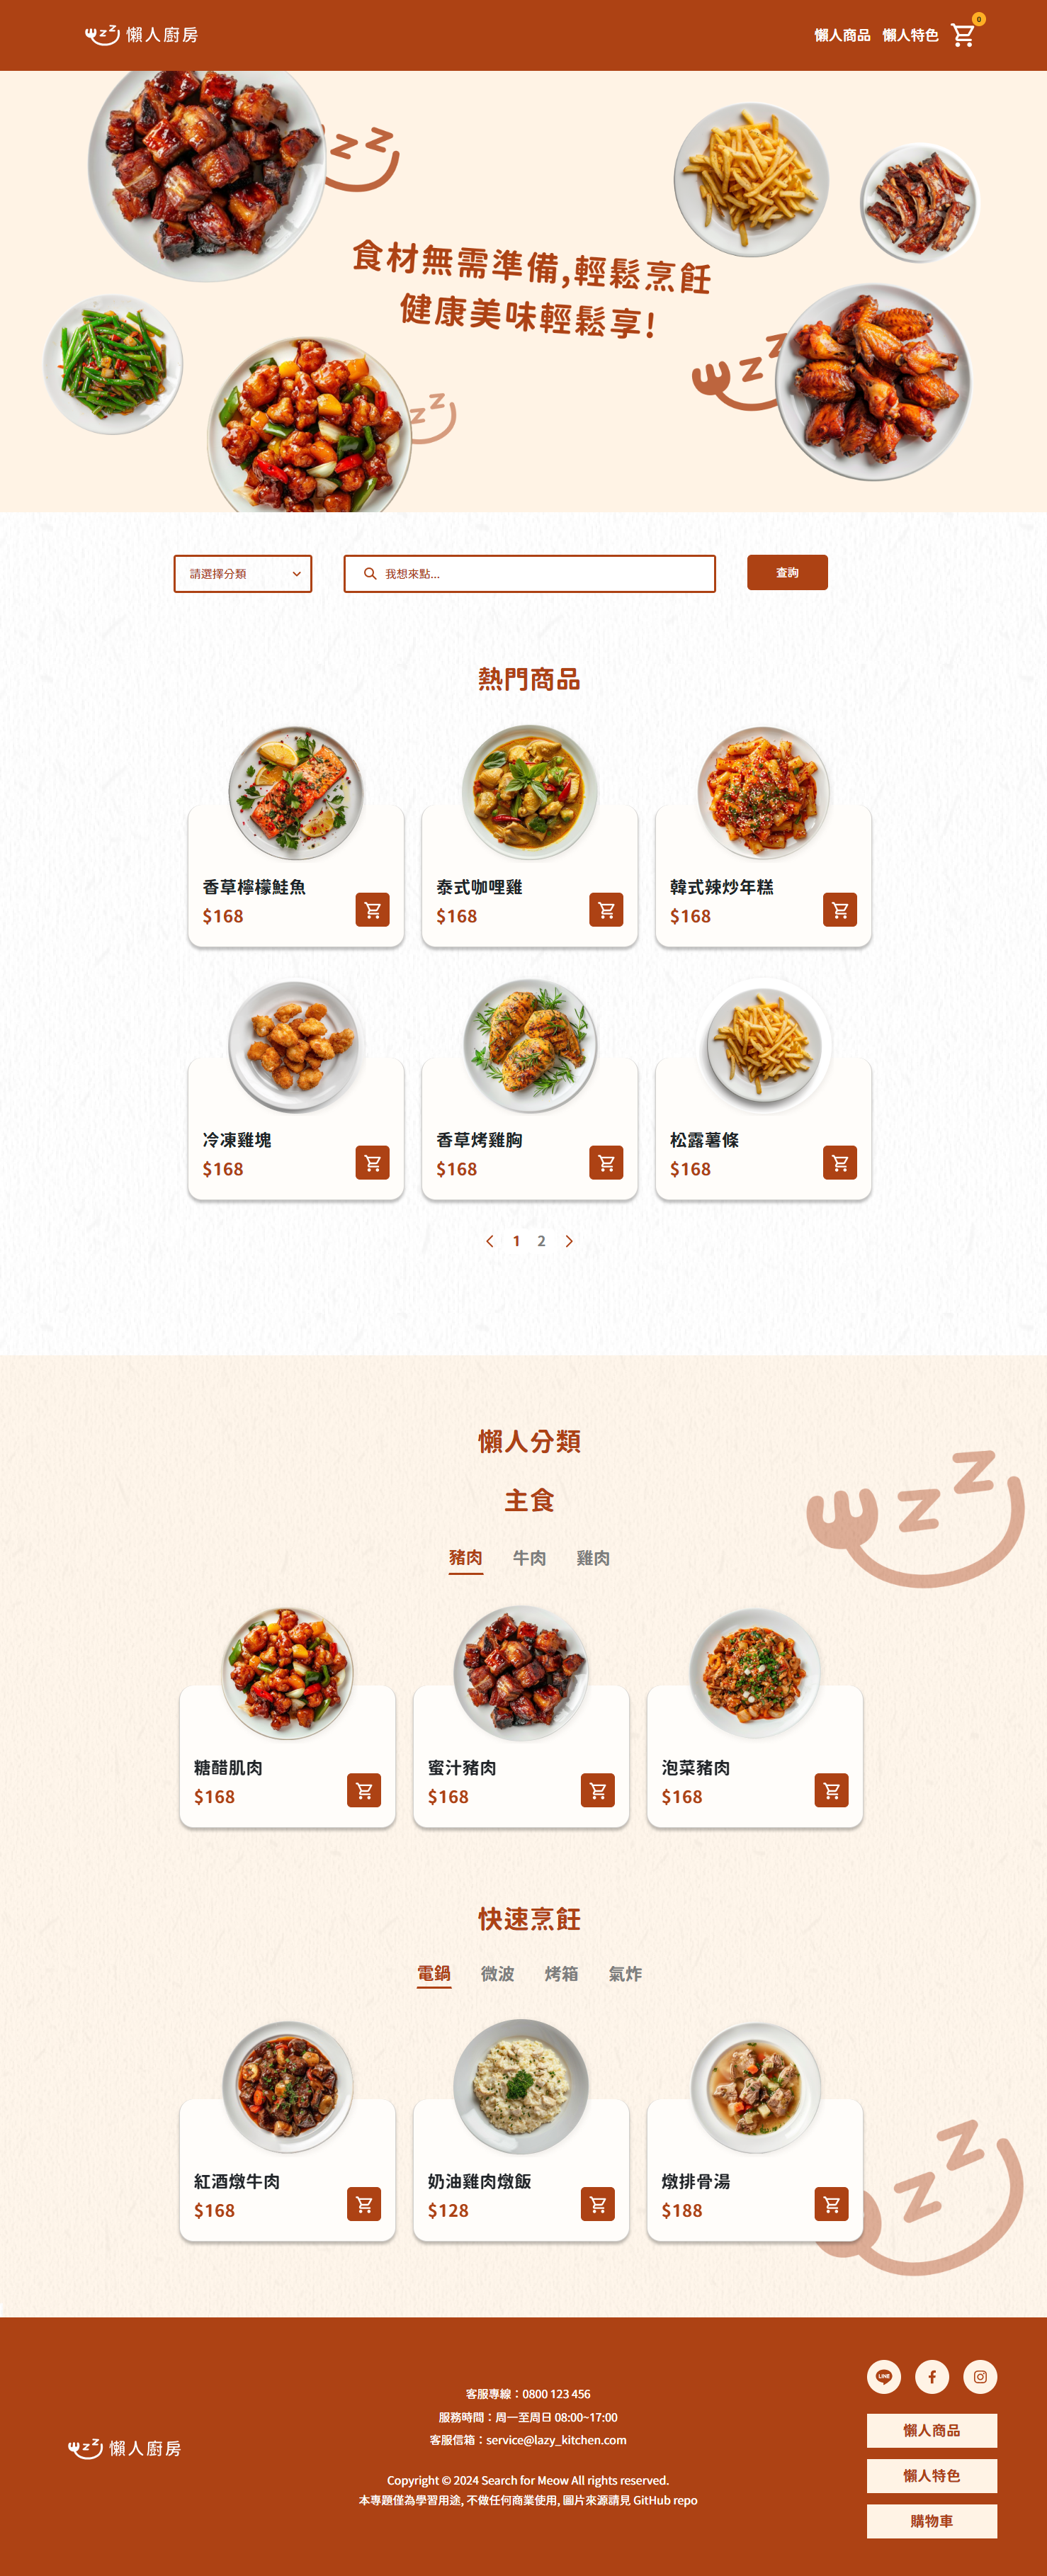 懶人廚房
懶人商品 懶人特色 0
食材無需準備,輕鬆烹飪
健康美味輕鬆享!
請選擇分類 我想來點... 查詢
熱門商品
香草檸檬鮭魚 泰式咖哩雞 韓式辣炒年糕
$168 $168 $168
冷凍雞塊 香草烤雞胸 松露薯條
$168 $168 $168
1 2
懶人分類
主食
豬肉 牛肉 雞肉
糖醋肌肉 蜜汁豬肉 泡菜豬肉
$168 $168 $168
快速烹飪
電鍋 微波 烤箱 氣炸
紅酒燉牛肉 奶油雞肉燉飯 燉排骨湯
$168 $128 $188
懶人廚房
客服專線：0800 123 456
服務時間：周一至周日 08:00~17:00
客服信箱：service@lazy_kitchen.com
Copyright © 2024 Search for Meow All rights reserved.
本專題僅為學習用途, 不做任何商業使用, 圖片來源請見 GitHub repo
LINE
懶人商品
懶人特色
購物車